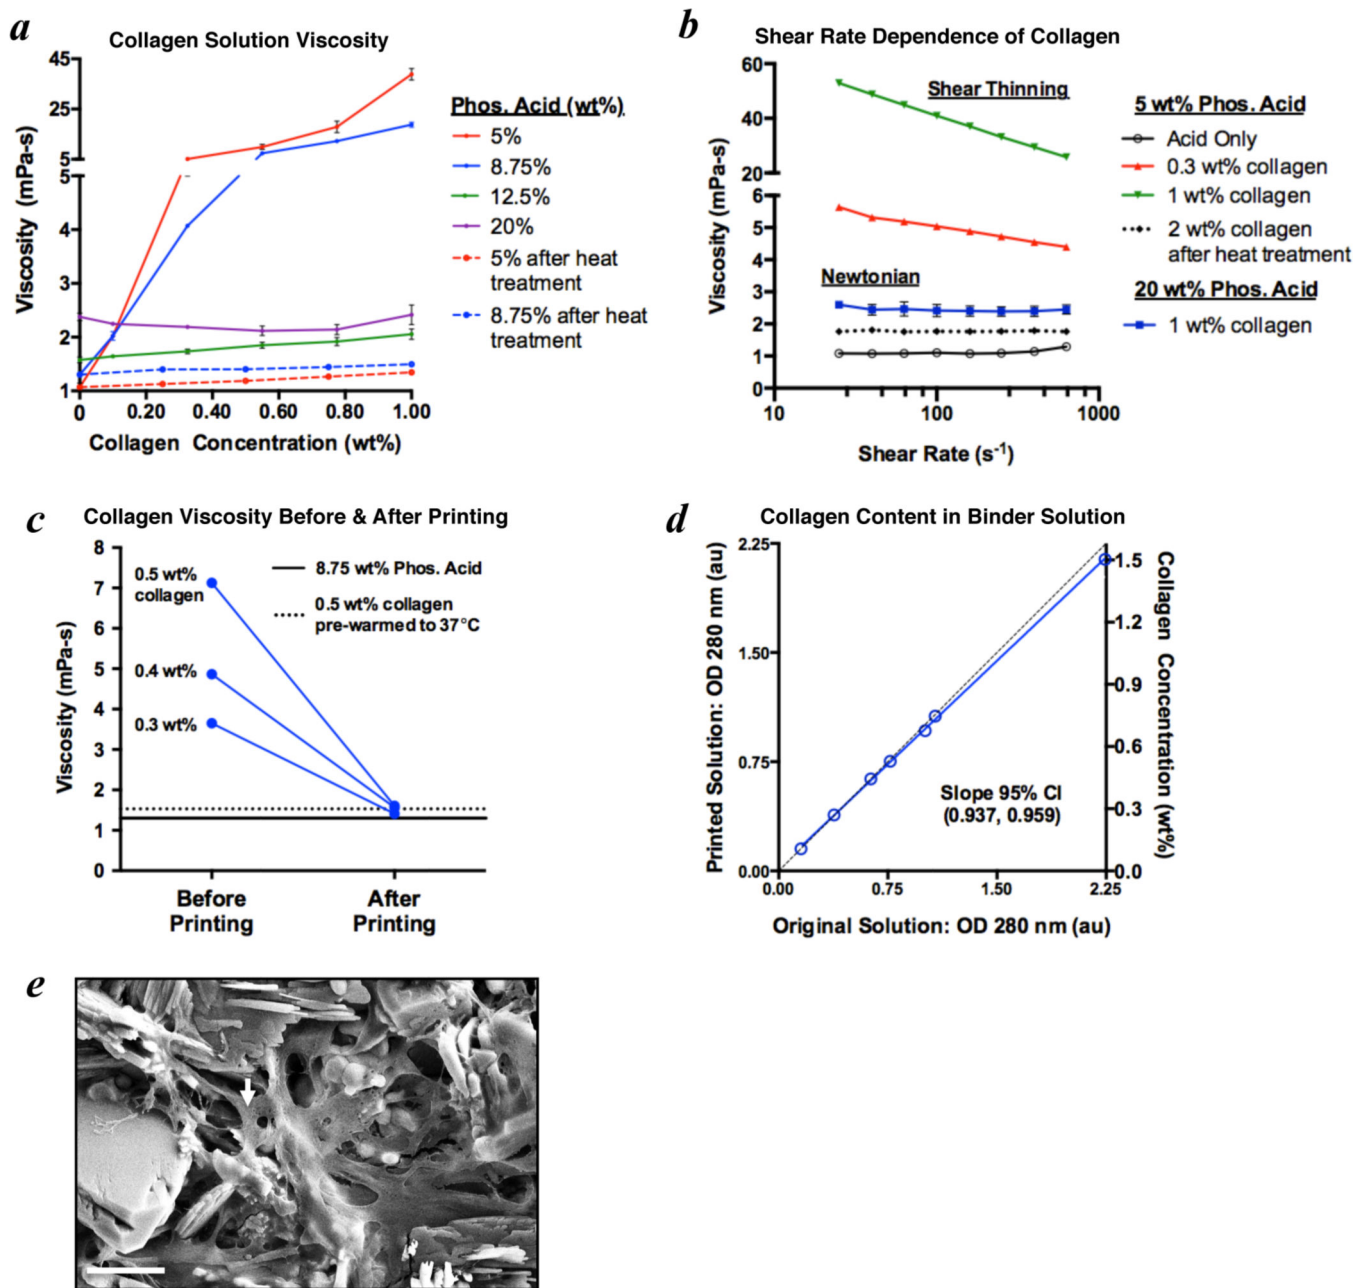 a
Collagen Solution Viscosity
45
25
5
5
4
3
2
1
Viscosity (mPa-s)
0
0.20
0.40
0.60
0.80
1.00
Collagen Concentration (wt%)
Phos. Acid (wt%)
5%
8.75%
12.5%
20%
5% after heat
treatment
8.75% after heat
treatment
b
Shear Rate Dependence of Collagen
60
40
20
6
5
4
3
2
1
0
Viscosity (mPa-s)
Shear Thinning
Newtonian
10
100
1000
Shear Rate (s-1)
5 wt% Phos. Acid
Acid Only
0.3 wt% collagen
1 wt% collagen
2 wt% collagen
after heat treatment
20 wt% Phos. Acid
1 wt% collagen
c
Collagen Viscosity Before & After Printing
8
7
6
5
4
3
2
1
0
Viscosity (mPa-s)
0.5 wt%
collagen
0.4 wt%
0.3 wt%
8.75 wt% Phos. Acid
0.5 wt% collagen
pre-warmed to 37°C
Before
Printing
After
Printing
d
Collagen Content in Binder Solution
2.25
1.50
0.75
0.00
Printed Solution: OD 280 nm (au)
1.5
1.2
0.9
0.6
0.3
0.0
Collagen Concentration (wt%)
Slope 95% CI
(0.937, 0.959)
0.00
0.75
1.50
2.25
Original Solution: OD 280 nm (au)
e